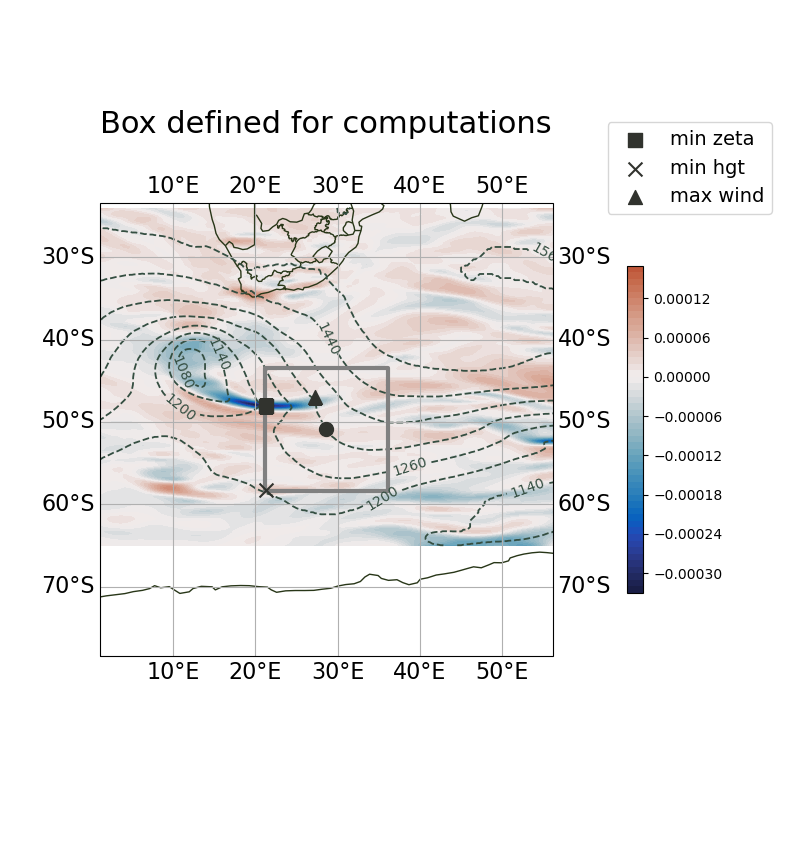 Box defined for computations
min zeta
min hgt
max wind
10°E 20°E 30°E 40°E 50°E
30°S 30°S
40°S 40°S
50°S 50°S
60°S 60°S
70°S 70°S
10°E 20°E 30°E 40°E 50°E
1440
1140
1080
1200
1260
1200
1140
0.00012
0.00006
0.00000
−0.00006
−0.00012
−0.00018
−0.00024
−0.00030